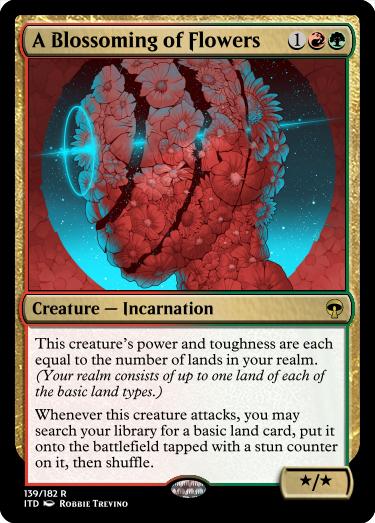 A Blossoming of Flowers 1
Creature — Incarnation
This creature's power and toughness are each
equal to the number of lands in your realm.
(Your realm consists of up to one land of each of
the basic land types.)
Whenever this creature attacks, you may
search your library for a basic land card, put it
onto the battlefield tapped with a stun counter
on it, then shuffle.
*/*
139/182 R
ITD Robbie Trevino